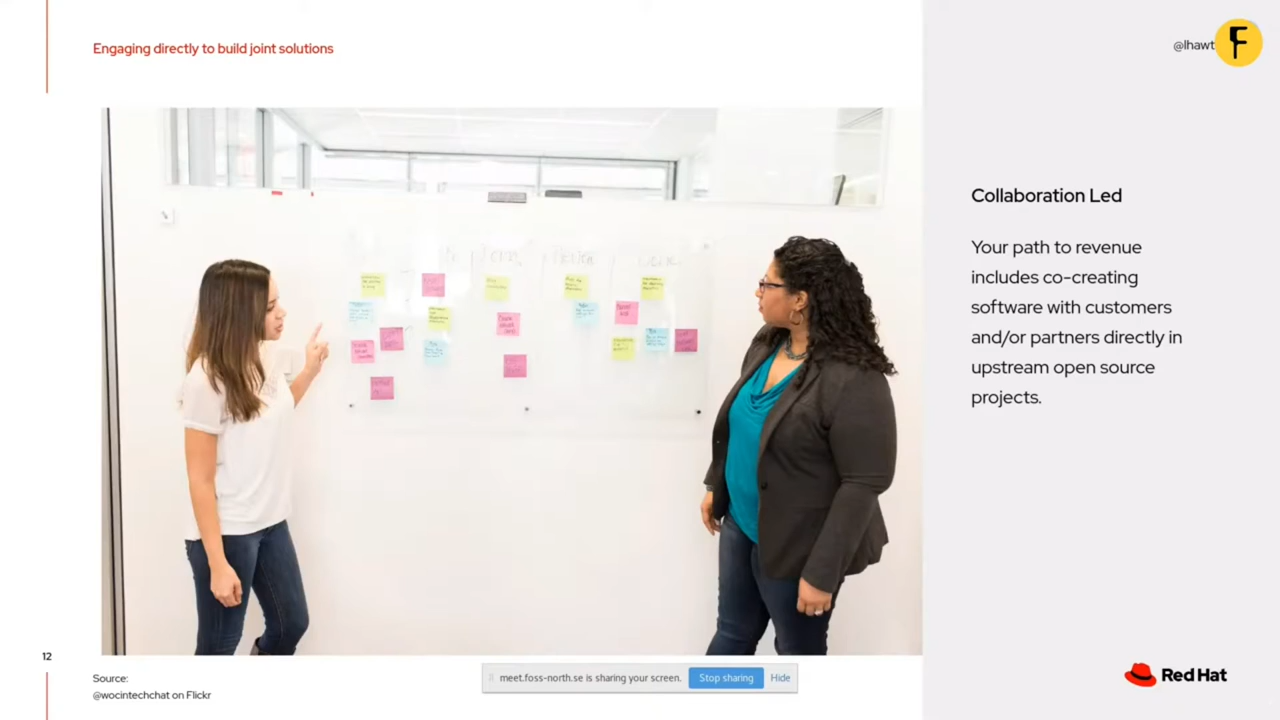 Engaging directly to build joint solutions
@lhawt
F
Collaboration Led
Your path to revenue
includes co-creating
software with customers
and/or partners directly in
upstream open source
projects.
12
Source:
@wocintechchat on Flickr
meet.foss-north.se is sharing your screen.
Stop sharing
Hide
Red Hat